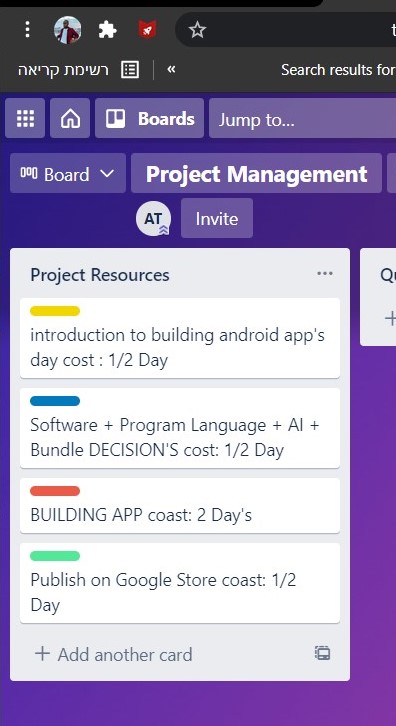 רשימת קריאה
Search results for
Boards
Jump to...
Board
Project Management
AT
Invite
Project Resources
introduction to building android app's
day cost : 1/2 Day
Software + Program Language + AI +
Bundle DECISION'S cost: 1/2 Day
BUILDING APP coast: 2 Day's
Publish on Google Store coast: 1/2
Day
+ Add another card